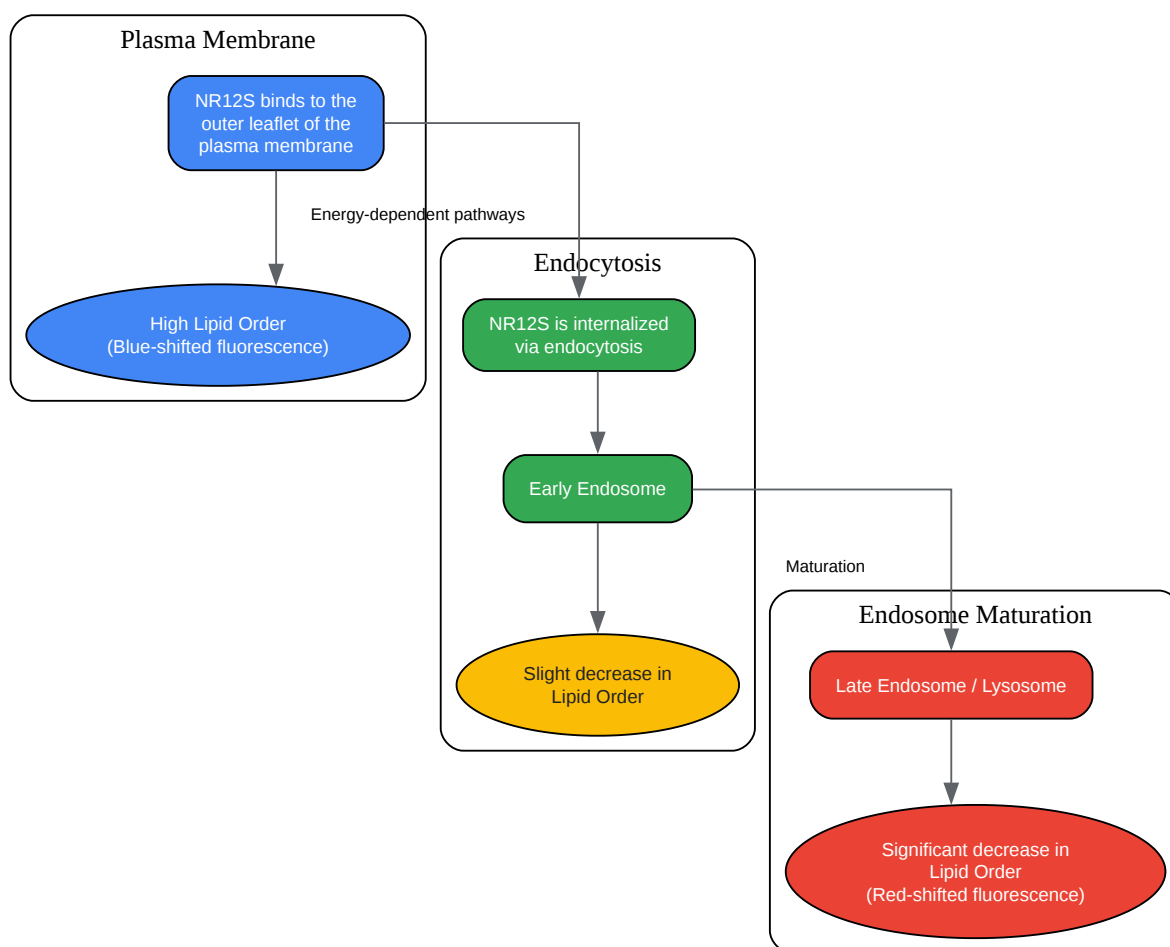 Plasma Membrane
NR12S binds to the
outer leaflet of the
plasma membrane
Energy-dependent pathways
High Lipid Order
(Blue-shifted fluorescence)
Endocytosis
NR12S is internalized
via endocytosis
Early Endosome
Slight decrease in
Lipid Order
Maturation
Endosome Maturation
Late Endosome / Lysosome
Significant decrease in
Lipid Order
(Red-shifted fluorescence)